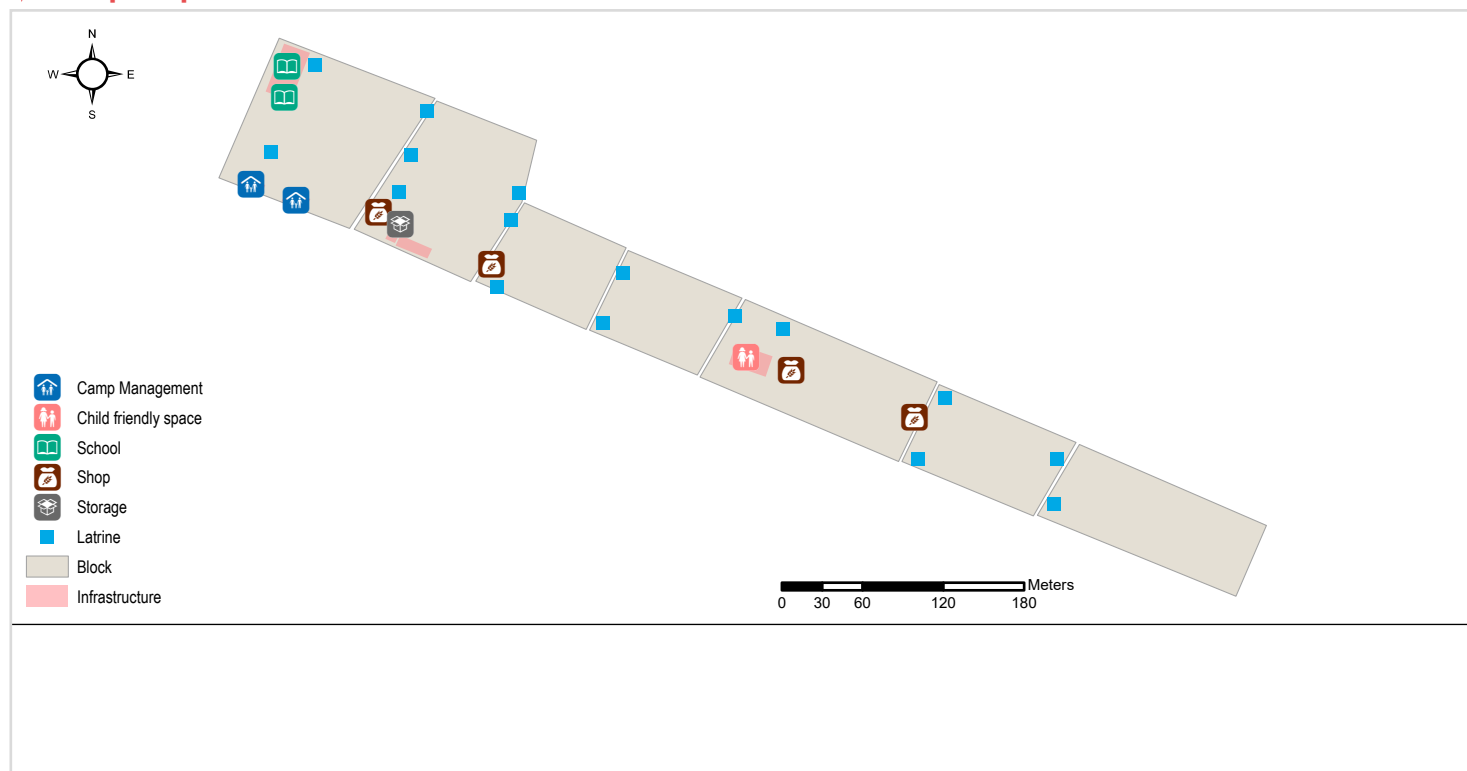 N
W E
S
Camp Management
Child friendly space
School
Shop
Storage
Latrine
Block
Infrastructure
Meters
0 30 60 120 180